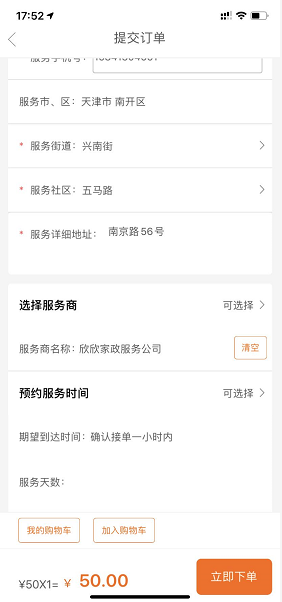 17:52
提交订单
服务市、区：天津市 南开区
* 服务街道：兴南街
* 服务社区：五马路
* 服务详细地址： 南京路56号
选择服务商 可选择
服务商名称：欣欣家政服务公司 清空
预约服务时间 可选择
期望到达时间：确认接单一小时内
服务天数：
我的购物车 加入购物车
¥50X1= ¥ 50.00 立即下单